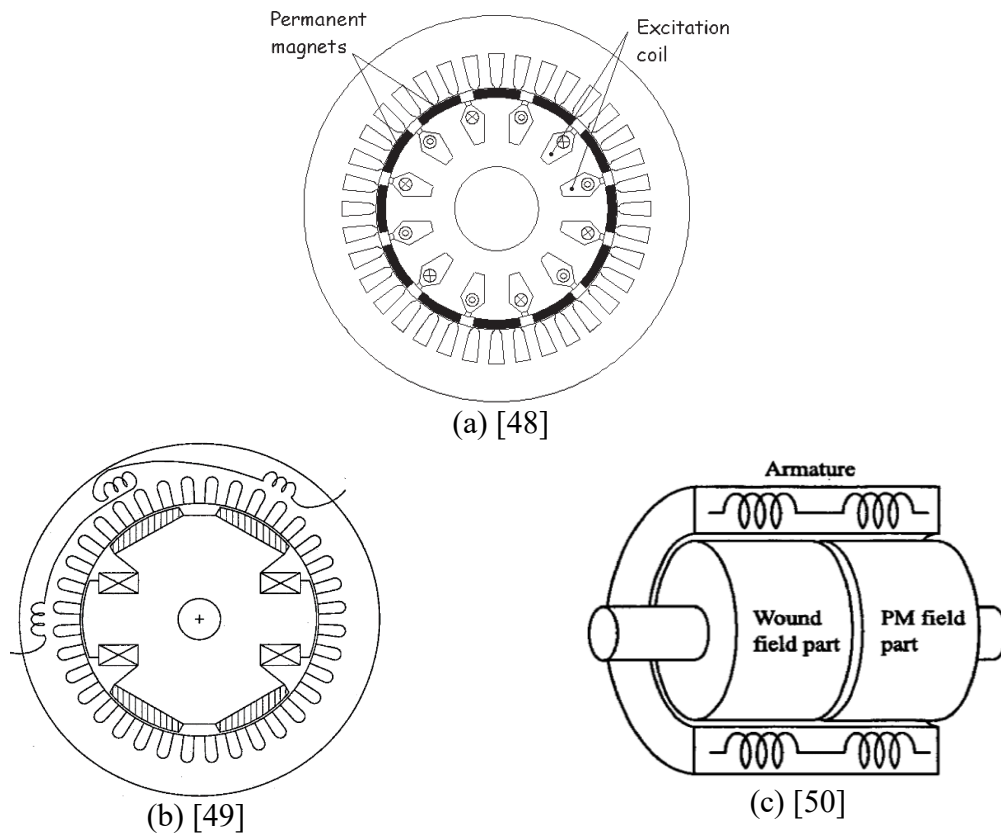 Permanent
magnets
Excitation
coil
(a) [48]
(b) [49]
Armature
Wound
field part
PM field
part
(c) [50]